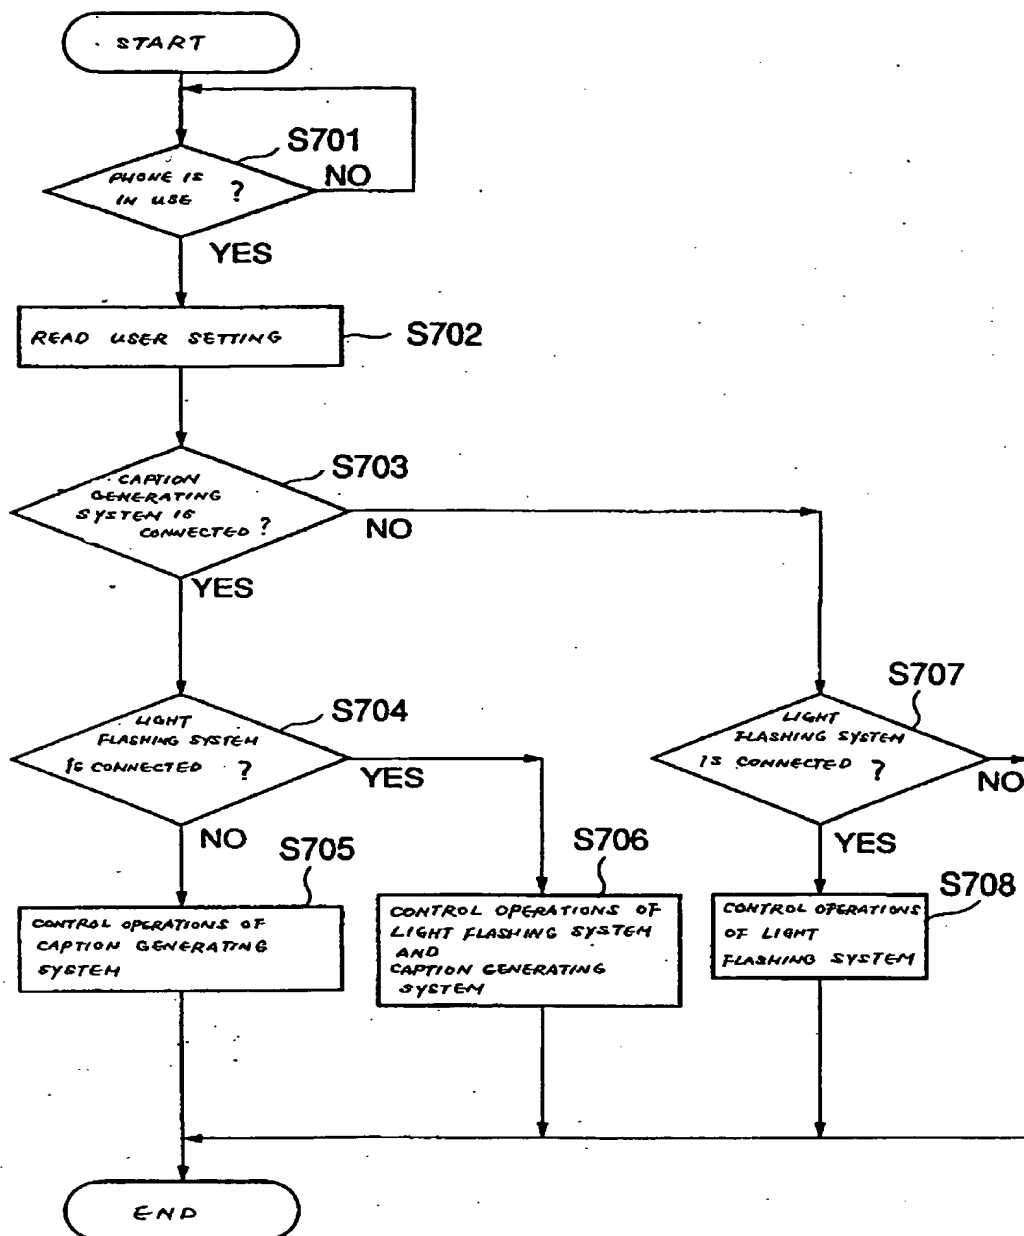 START
S701
PHONE IS
IN USE ?
NO
YES
READ USER SETTING
S702
S703
CAPTION
GENERATING
SYSTEM IS
CONNECTED ?
NO
YES
S704
LIGHT
FLASHING SYSTEM
IS CONNECTED ?
YES
NO
S707
LIGHT
FLASHING SYSTEM
IS CONNECTED ?
NO
YES
S705
CONTROL OPERATIONS OF
CAPTION GENERATING
SYSTEM
S706
CONTROL OPERATIONS OF
LIGHT FLASHING SYSTEM
AND
CAPTION GENERATING
SYSTEM
S708
CONTROL OPERATIONS
OF LIGHT
FLASHING SYSTEM
END